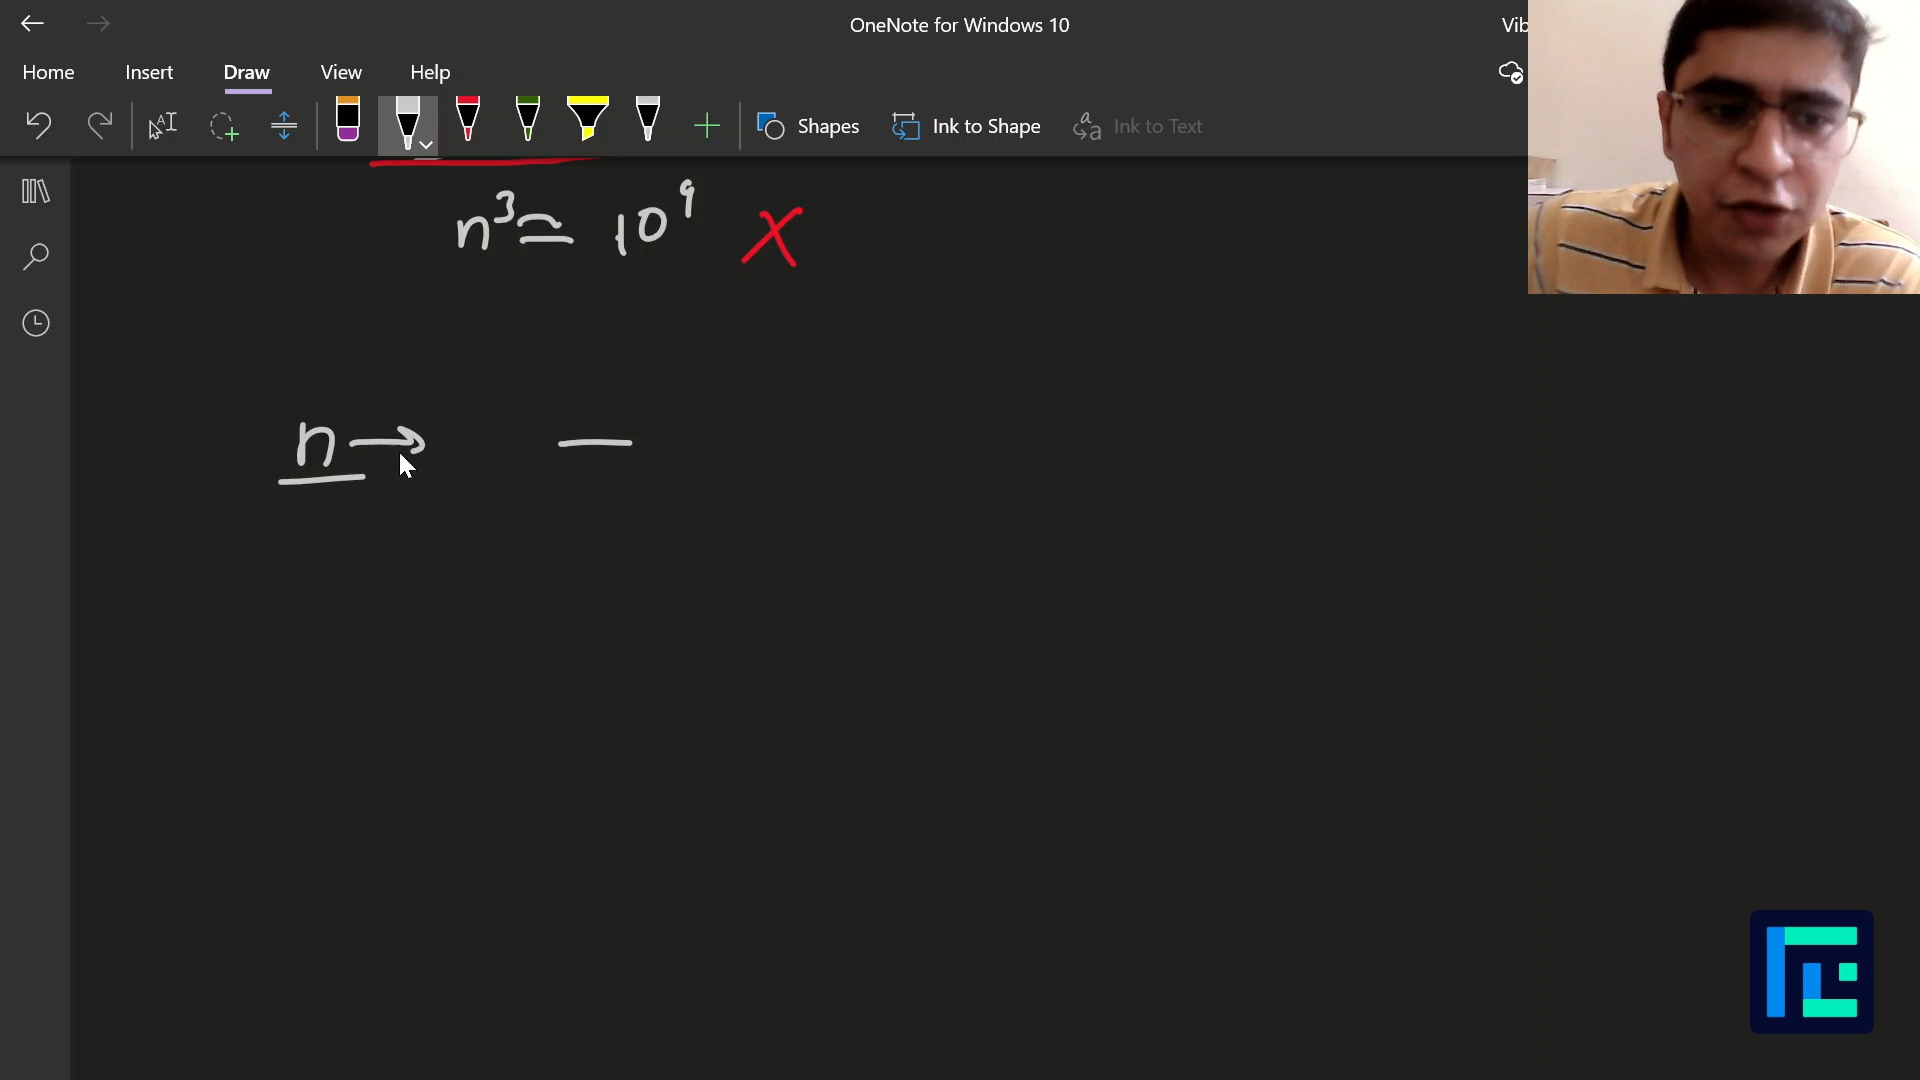 OneNote for Windows 10
Vib
Home Insert Draw View Help
Shapes Ink to Shape Ink to Text
n³ ≃ 10⁹ X
n → —